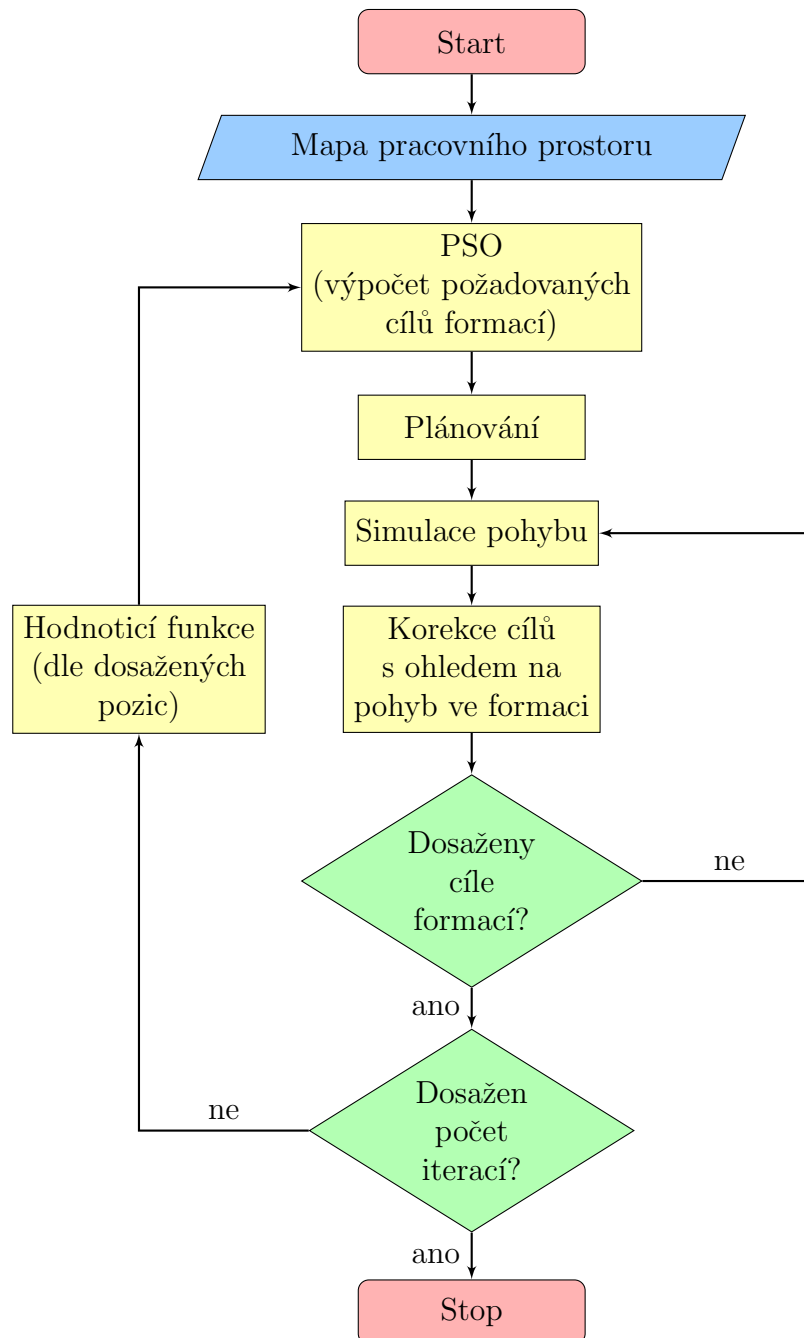 Start
Mapa pracovního prostoru
PSO
(výpočet požadovaných
cílů formací)
Plánování
Simulace pohybu
Hodnoticí funkce
(dle dosažených
pozic)
Korekce cílů
s ohledem na
pohyb ve formaci
Dosaženy
cíle
formací?
ne
ano
Dosažen
počet
iterací?
ne
ano
Stop